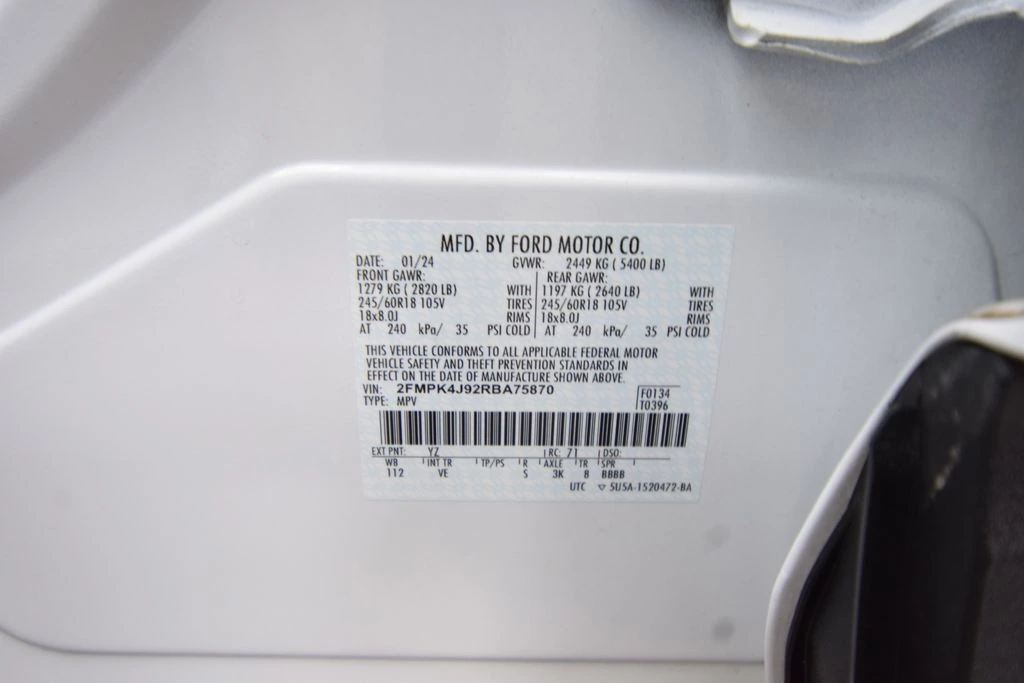 MFD. BY FORD MOTOR CO.
DATE: 01/24 GVWR: 2449 KG ( 5400 LB)
FRONT GAWR: REAR GAWR:
1279 KG ( 2820 LB) WITH 1197 KG ( 2640 LB) WITH
245/60R18 105V TIRES 245/60R18 105V TIRES
18x8.0J RIMS 18x8.0J RIMS
AT 240 kPa/ 35 PSI COLD AT 240 kPa/ 35 PSI COLD
THIS VEHICLE CONFORMS TO ALL APPLICABLE FEDERAL MOTOR
VEHICLE SAFETY AND THEFT PREVENTION STANDARDS IN
EFFECT ON THE DATE OF MANUFACTURE SHOWN ABOVE.
VIN: 2FMPK4J92RBA75870 F0134
TYPE: MPV T0396
EXT PNT: YZ RC: 71 DSO:
WB INT TR TP/PS R AXLE TR SPR
112 VE S 3K 8 BBBB
UTC ▽ 5U5A-1520472-BA